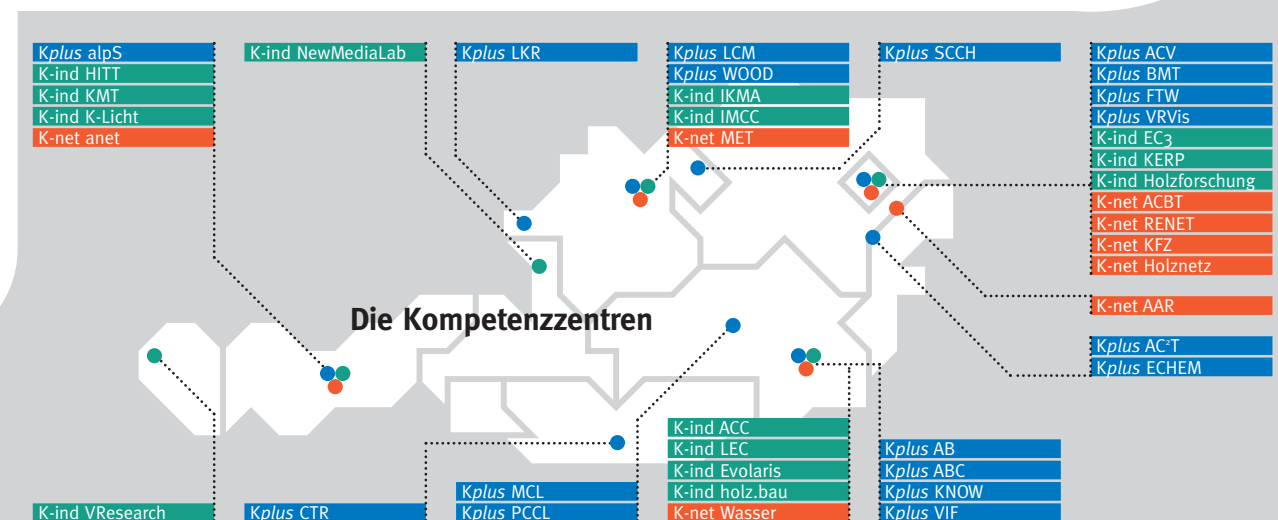 Kplus alpS
K-ind HITT
K-ind KMT
K-ind K-Licht
K-net anet
K-ind NewMediaLab
Kplus LKR
Kplus LCM
Kplus WOOD
K-ind IKMA
K-ind IMCC
K-net MET
Kplus SCCH
Kplus ACV
Kplus BMT
Kplus FTW
Kplus VRVis
K-ind EC3
K-ind KERP
K-ind Holzforschung
K-net ACBT
K-net RENET
K-net KFZ
K-net Holznetz
K-net AAR
Kplus AC²T
Kplus ECHEM
Die Kompetenzzentren
K-ind VResearch
Kplus CTR
Kplus MCL
Kplus PCCL
K-ind ACC
K-ind LEC
K-ind Evolaris
K-ind holz.bau
K-net Wasser
Kplus AB
Kplus ABC
Kplus KNOW
Kplus VIF